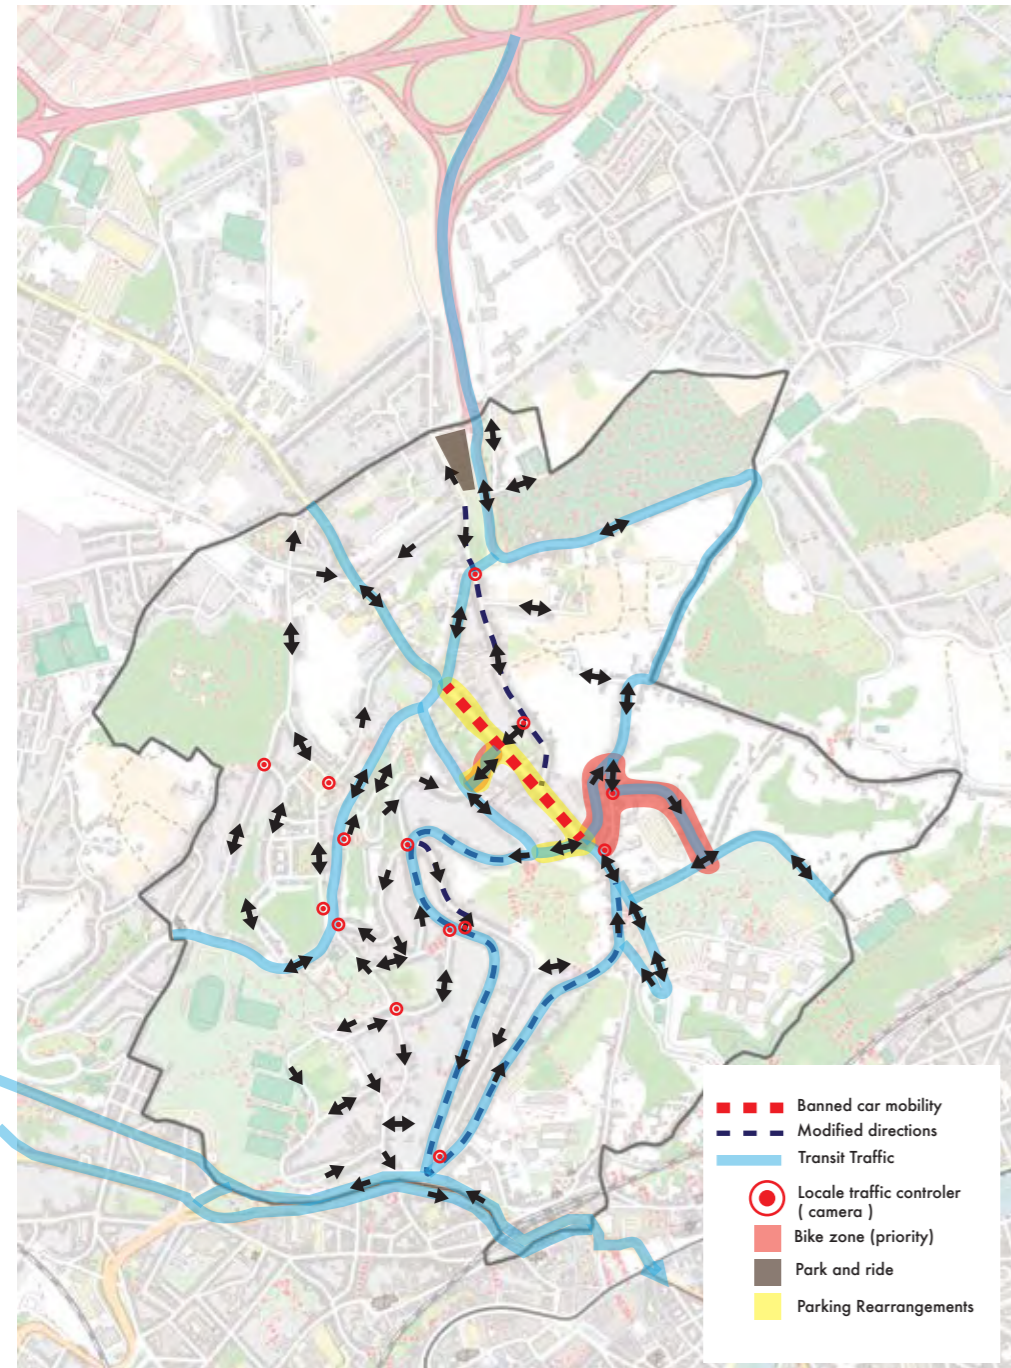 Banned car mobility
Modified directions
Transit Traffic
Locale traffic controler
( camera )
Bike zone (priority)
Park and ride
Parking Rearrangements